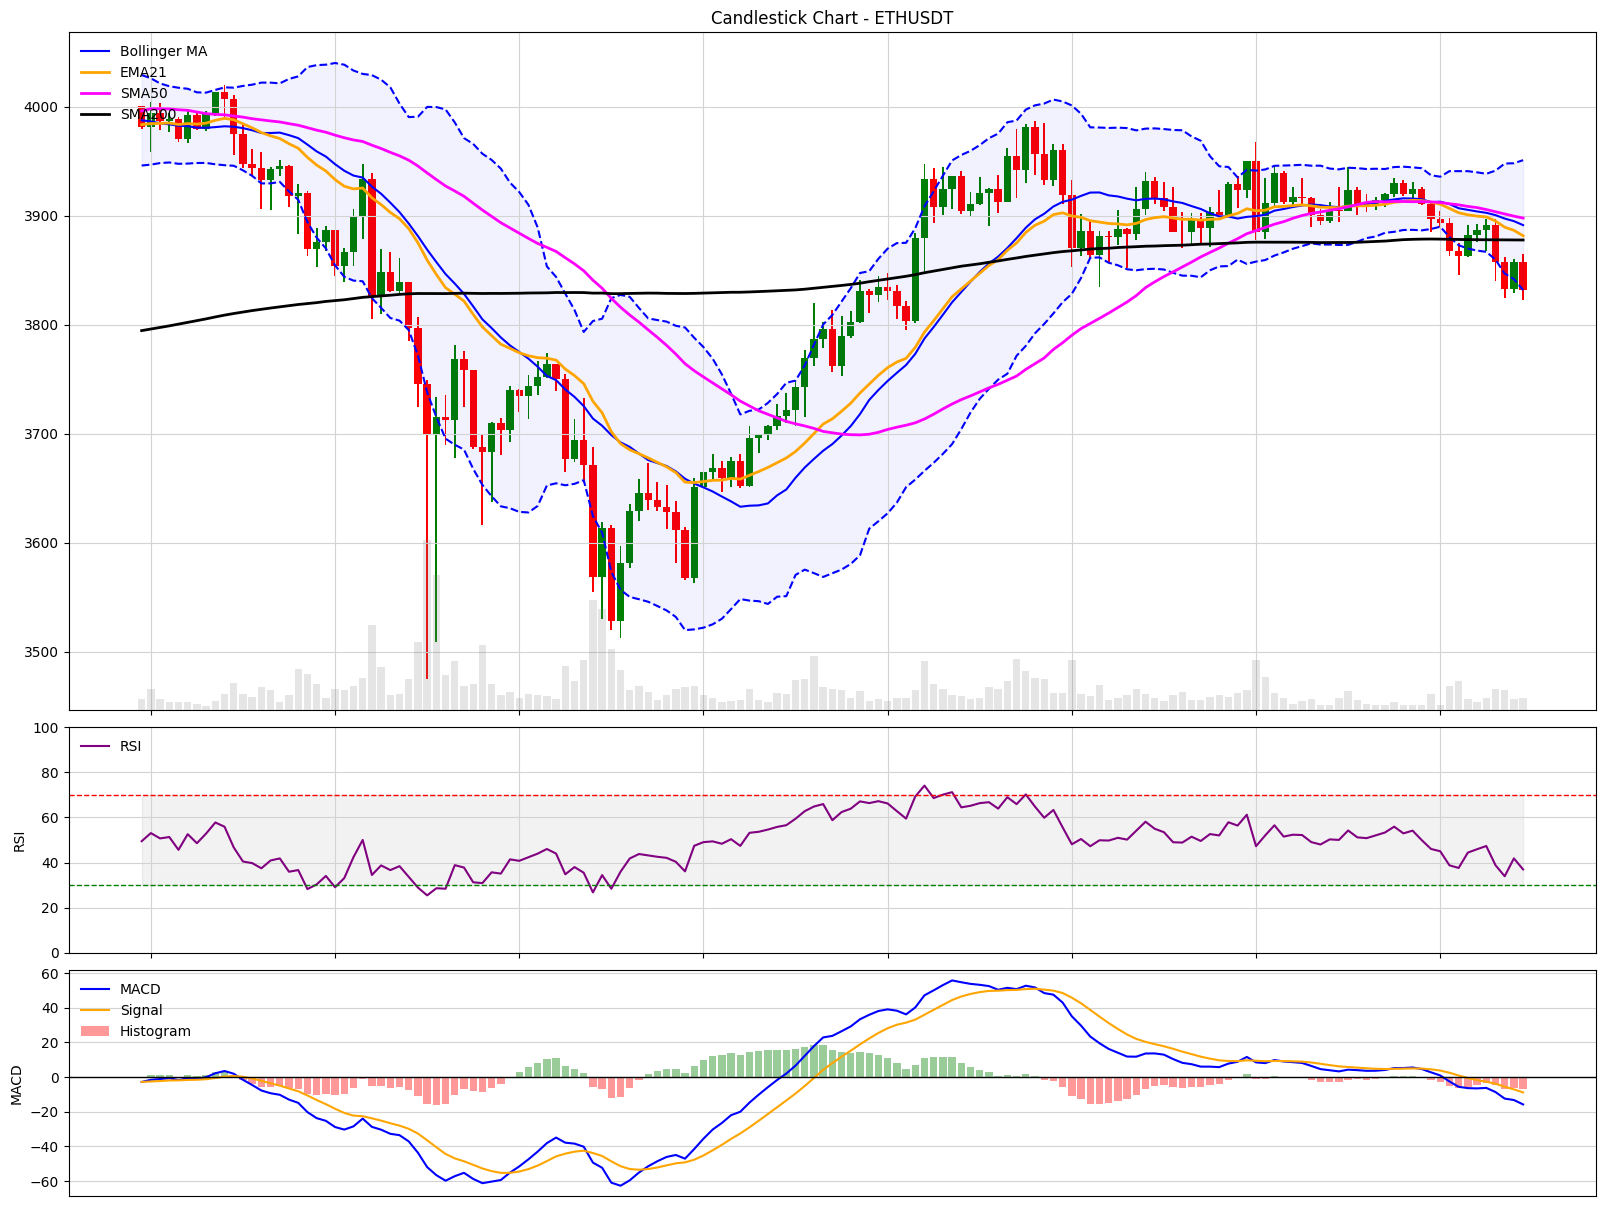 Candlestick Chart - ETHUSDT
Bollinger MA
EMA21
SMA50
SMA200
4000
3900
3800
3700
3600
3500
RSI
100
80
60
40
20
0
RSI
MACD
Signal
Histogram
60
40
20
0
−20
−40
−60
MACD